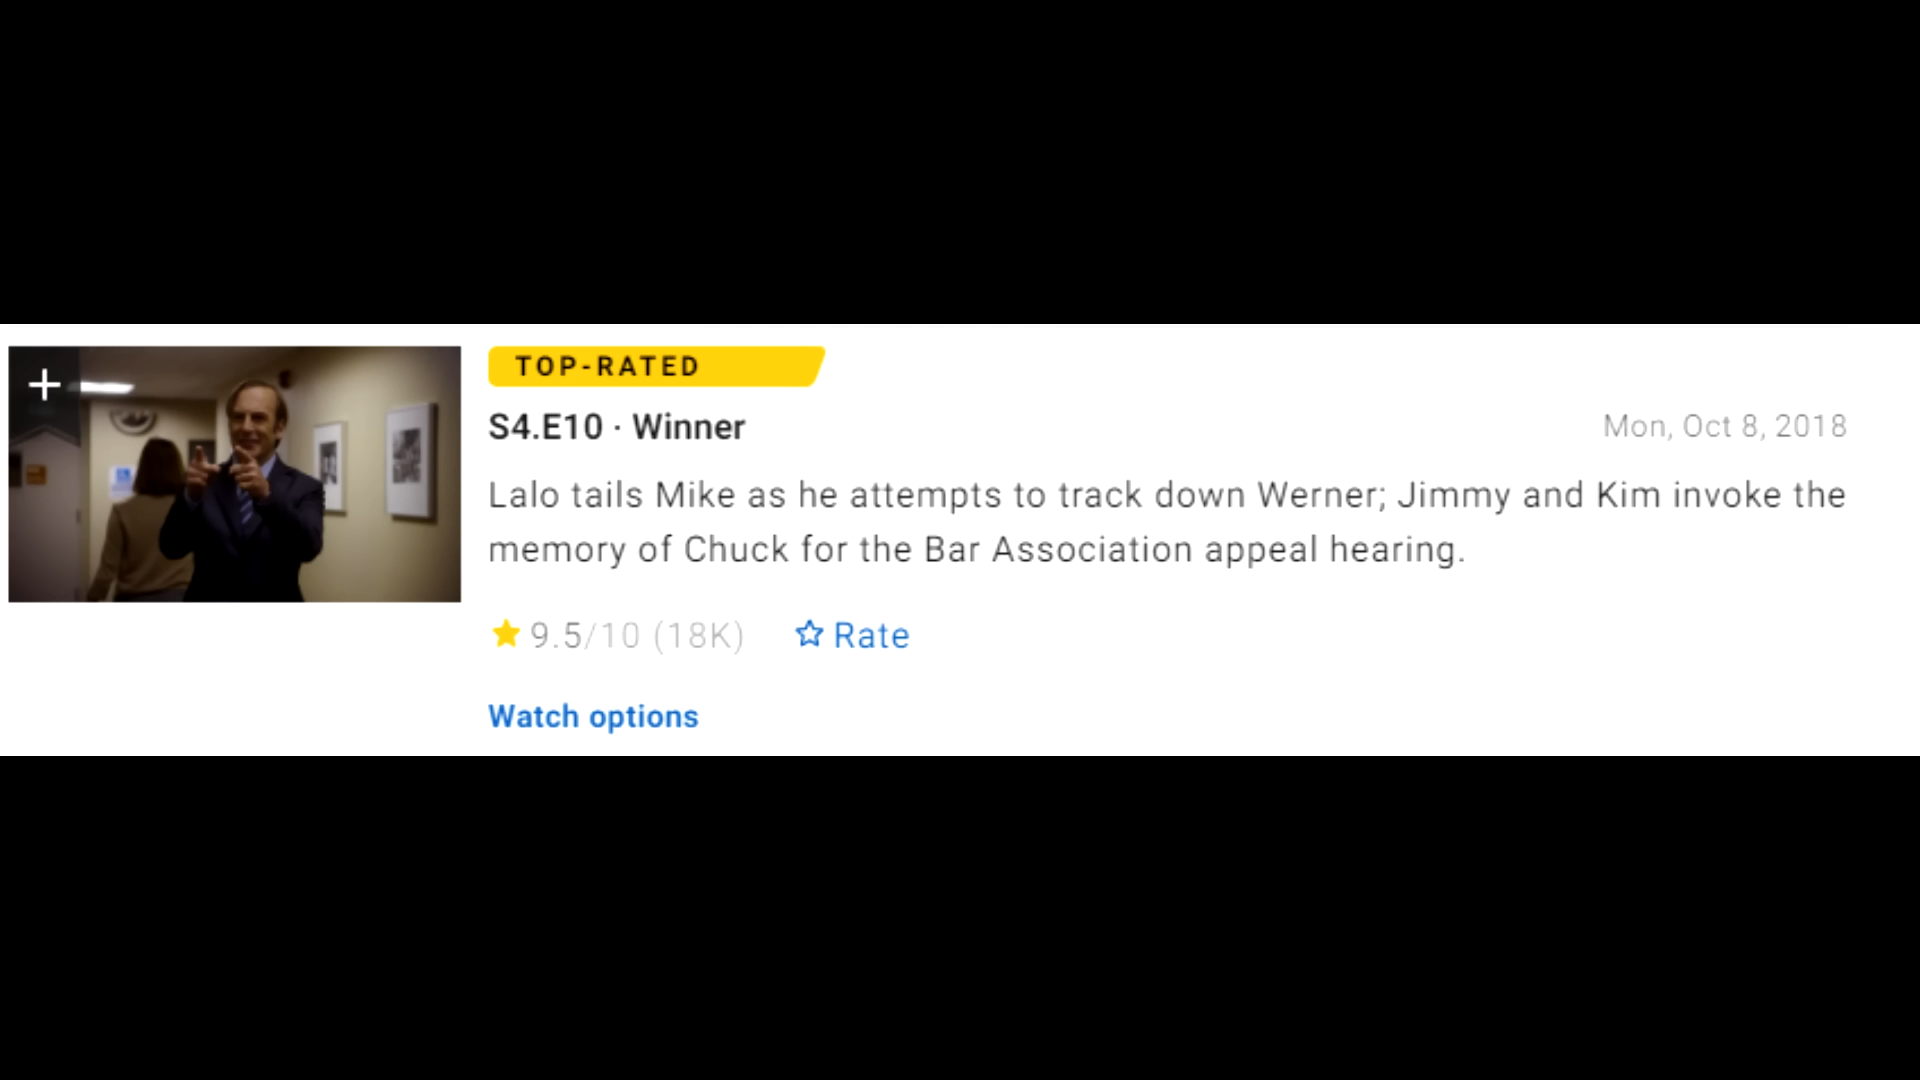 TOP-RATED
S4.E10 · Winner
Mon, Oct 8, 2018
Lalo tails Mike as he attempts to track down Werner; Jimmy and Kim invoke the
memory of Chuck for the Bar Association appeal hearing.
9.5/10 (18K) Rate
Watch options